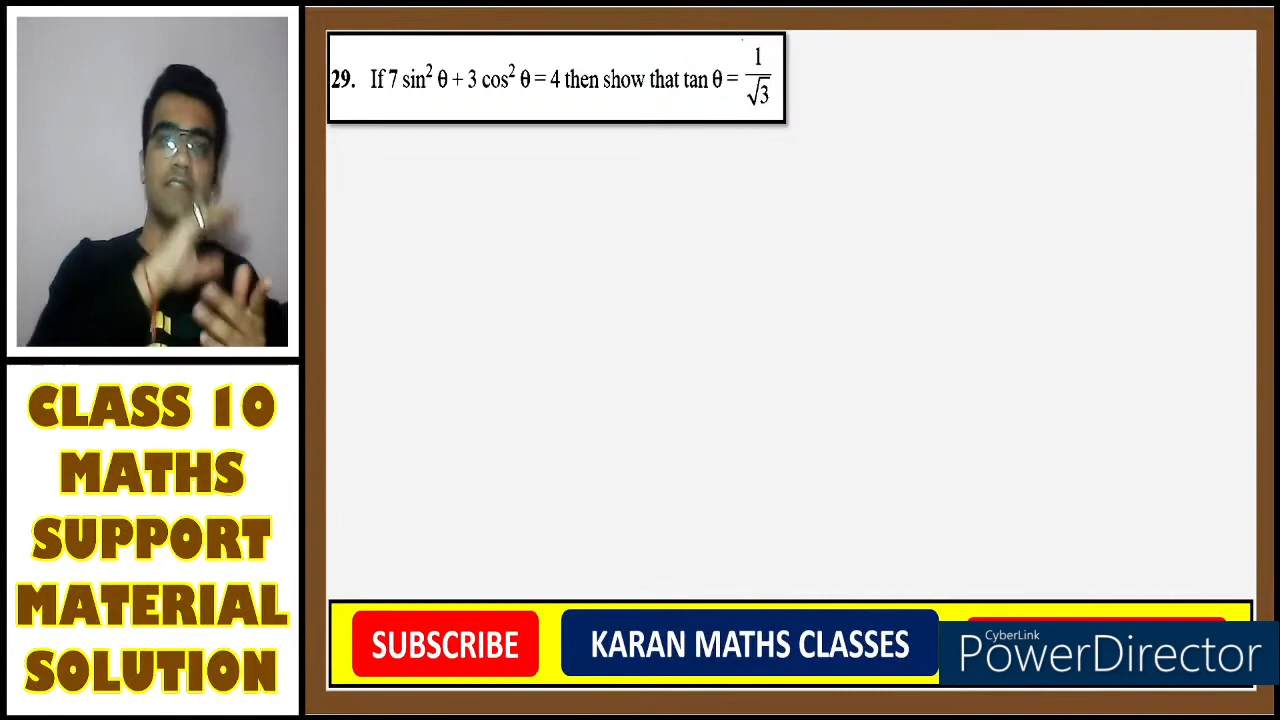 29. If 7 sin² θ + 3 cos² θ = 4 then show that tan θ = 1/√3
CLASS 10
MATHS
SUPPORT
MATERIAL
SOLUTION
SUBSCRIBE
KARAN MATHS CLASSES
CyberLink
PowerDirector